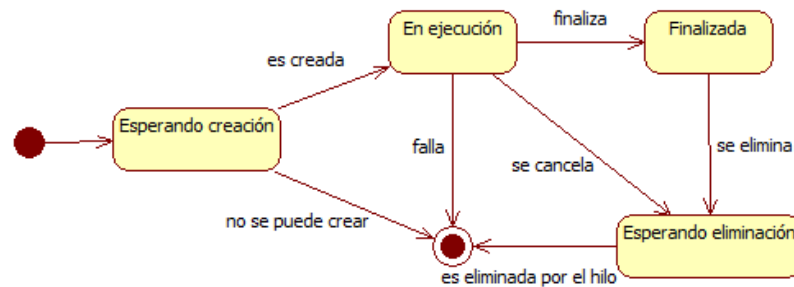 En ejecución
finaliza
Finalizada
es creada
Esperando creación
falla
se cancela
se elimina
no se puede crear
Esperando eliminación
es eliminada por el hilo